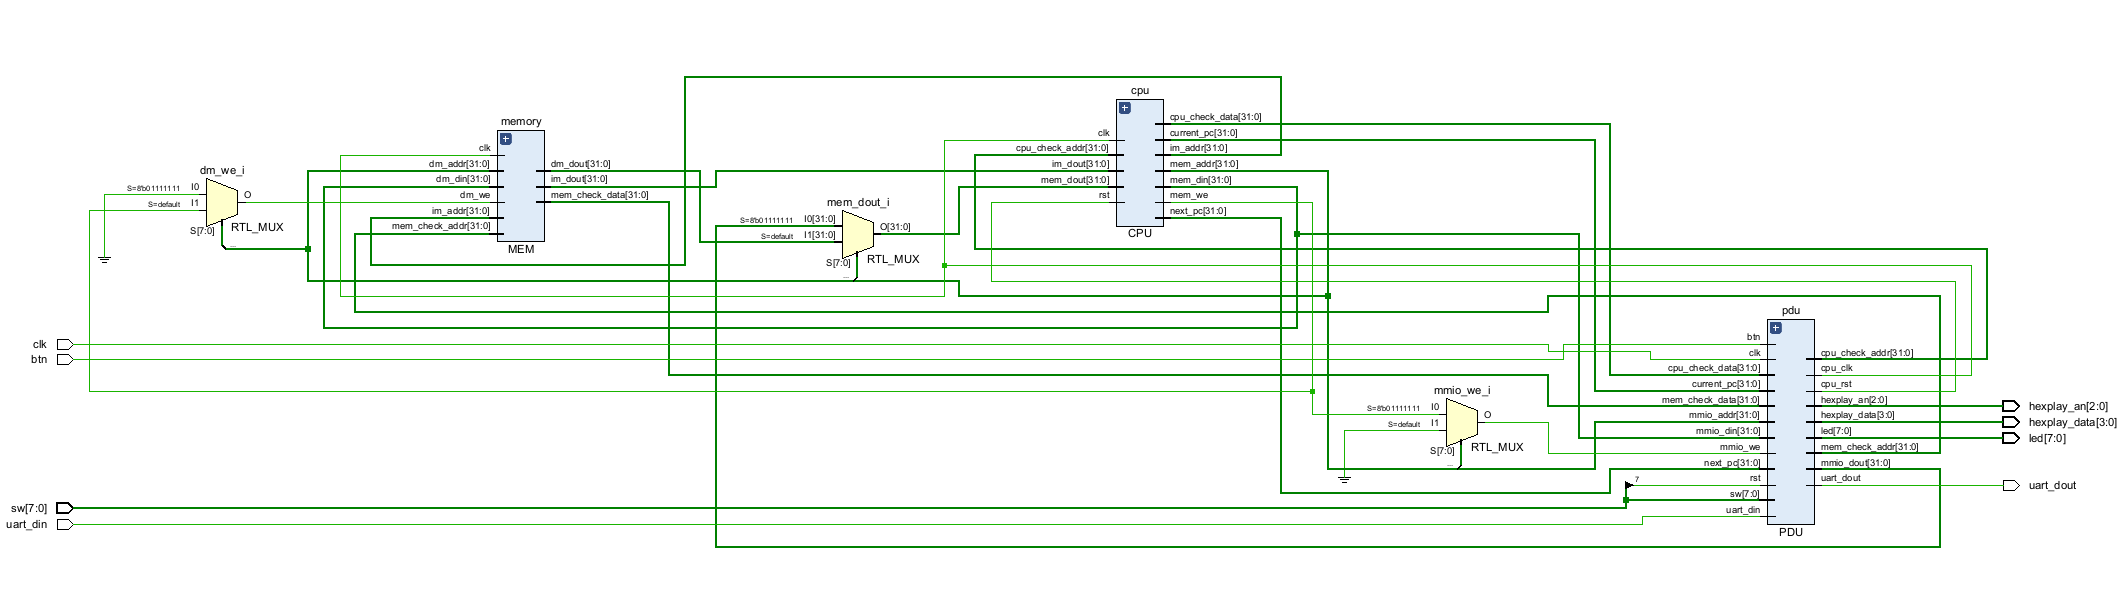 dm_we_i
S=8'b01111111
I0
S=default
I1
O
S[7:0]
RTL_MUX
...
memory
clk
dm_addr[31:0]
dm_din[31:0]
dm_we
im_addr[31:0]
mem_check_addr[31:0]
dm_dout[31:0]
im_dout[31:0]
mem_check_data[31:0]
MEM
mem_dout_i
S=8'b01111111
I0[31:0]
S=default
I1[31:0]
O[31:0]
S[7:0]
RTL_MUX
...
cpu
clk
cpu_check_addr[31:0]
im_dout[31:0]
mem_dout[31:0]
rst
cpu_check_data[31:0]
current_pc[31:0]
im_addr[31:0]
mem_addr[31:0]
mem_din[31:0]
mem_we
next_pc[31:0]
CPU
clk
btn
sw[7:0]
uart_din
mmio_we_i
S=8'b01111111
I0
S=default
I1
O
S[7:0]
RTL_MUX
...
7
pdu
btn
clk
cpu_check_data[31:0]
current_pc[31:0]
mem_check_data[31:0]
mmio_addr[31:0]
mmio_din[31:0]
mmio_we
next_pc[31:0]
rst
sw[7:0]
uart_din
cpu_check_addr[31:0]
cpu_clk
cpu_rst
hexplay_an[2:0]
hexplay_data[3:0]
led[7:0]
mem_check_addr[31:0]
mmio_dout[31:0]
uart_dout
PDU
hexplay_an[2:0]
hexplay_data[3:0]
led[7:0]
uart_dout